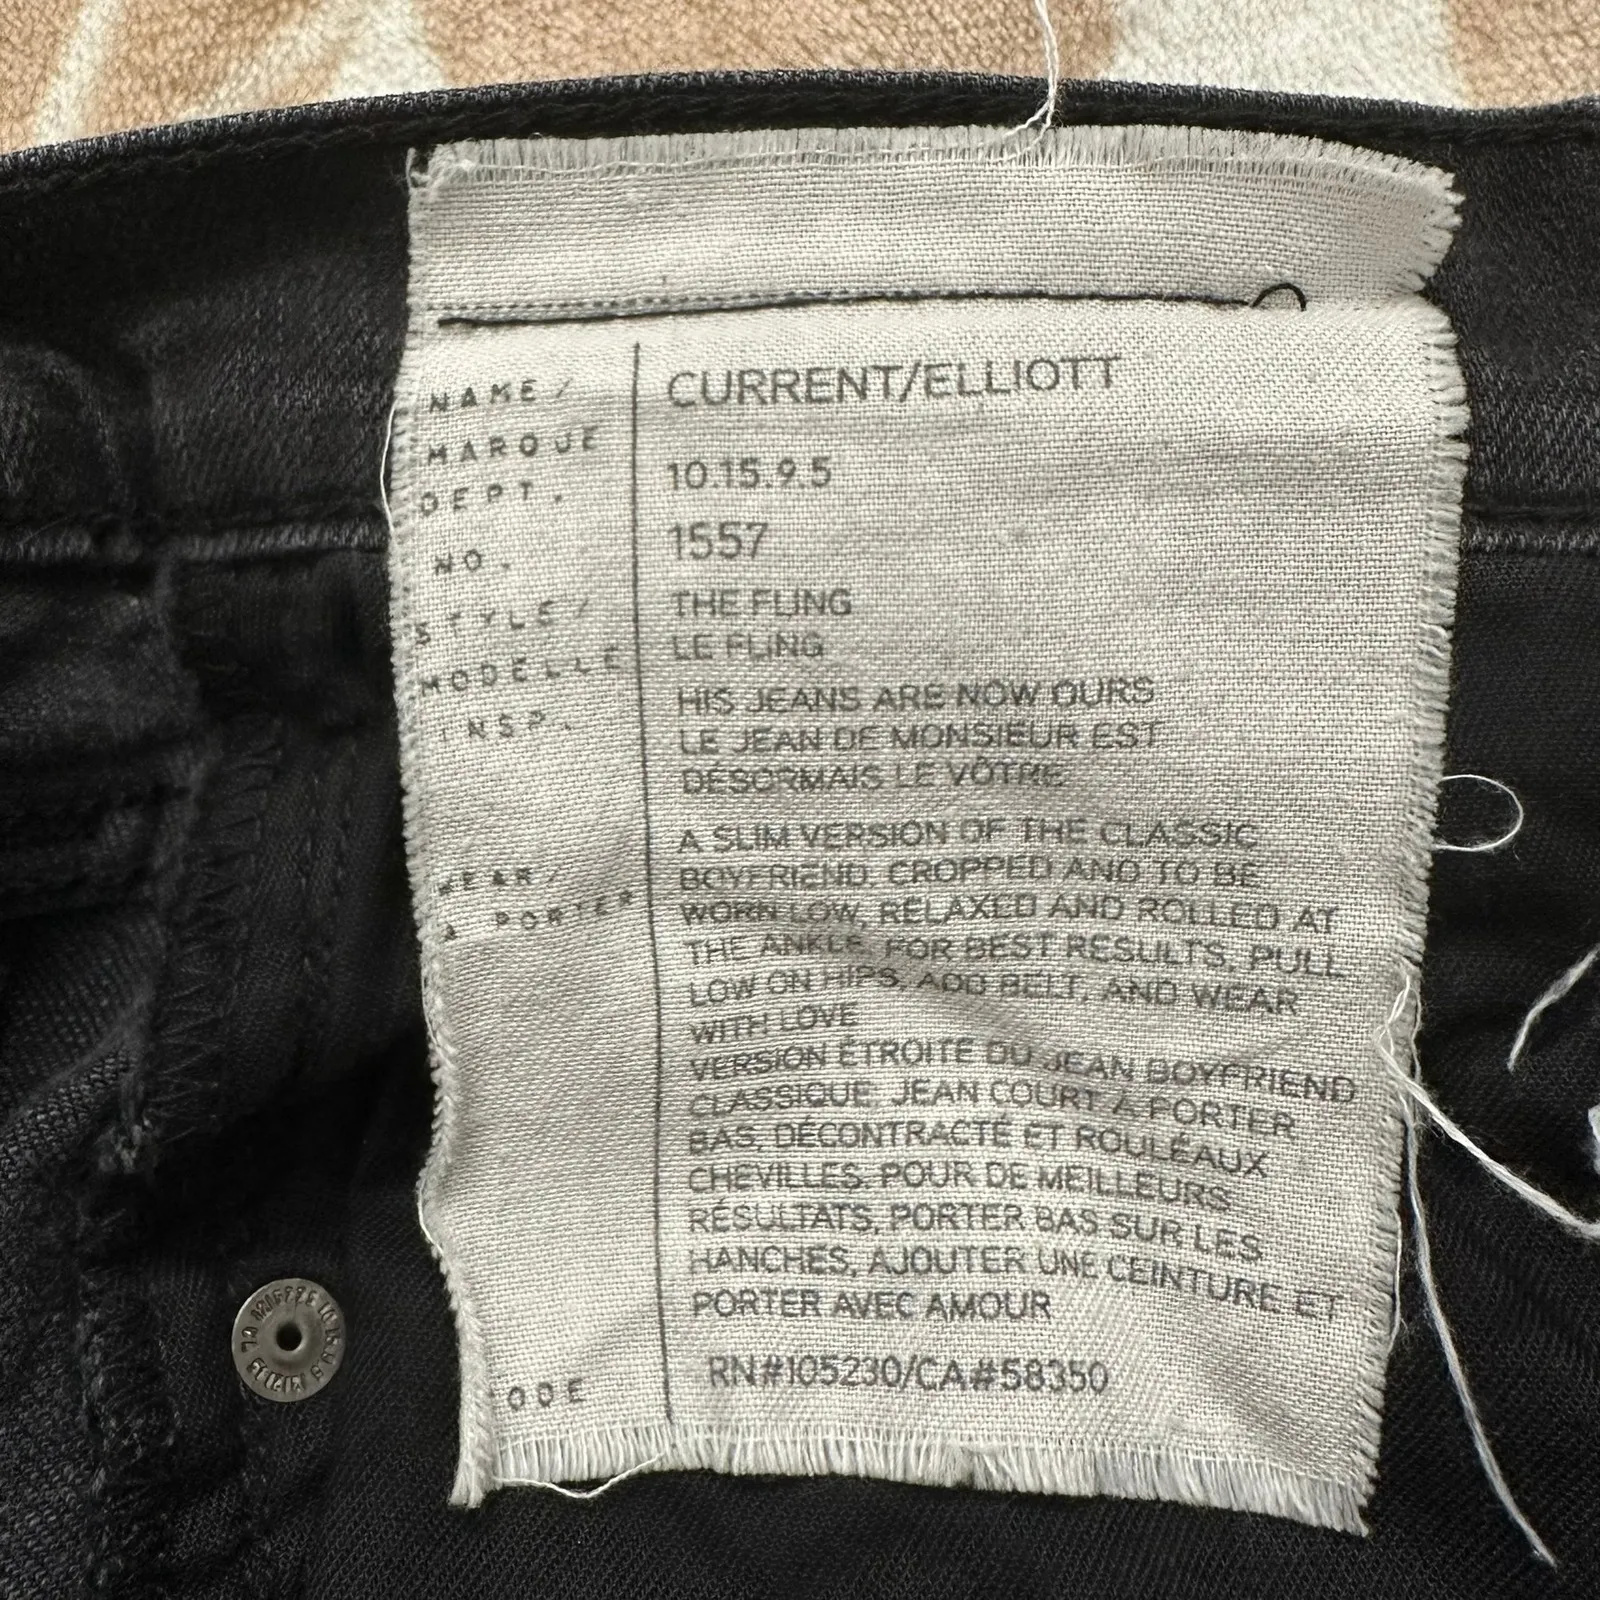 NAME/ CURRENT/ELLIOTT
MARQUE
DEPT. 10.15.9.5
NO. 1557
STYLE/ THE FLING
MODELLE LE FLING
INSP. HIS JEANS ARE NOW OURS
LE JEAN DE MONSIEUR EST
DÉSORMAIS LE VÔTRE
A SLIM VERSION OF THE CLASSIC
WEAR/ BOYFRIEND. CROPPED AND TO BE
À PORTER WORN LOW, RELAXED AND ROLLED AT
THE ANKLE. FOR BEST RESULTS, PULL
LOW ON HIPS, ADD BELT, AND WEAR
WITH LOVE
VERSION ÉTROITE DU JEAN BOYFRIEND
CLASSIQUE. JEAN COURT À PORTER
BAS, DÉCONTRACTÉ ET ROULÉAUX
CHEVILLES. POUR DE MEILLEURS
RÉSULTATS, PORTER BAS SUR LES
HANCHES, AJOUTER UNE CEINTURE ET
PORTER AVEC AMOUR
RN#105230/CA#58350